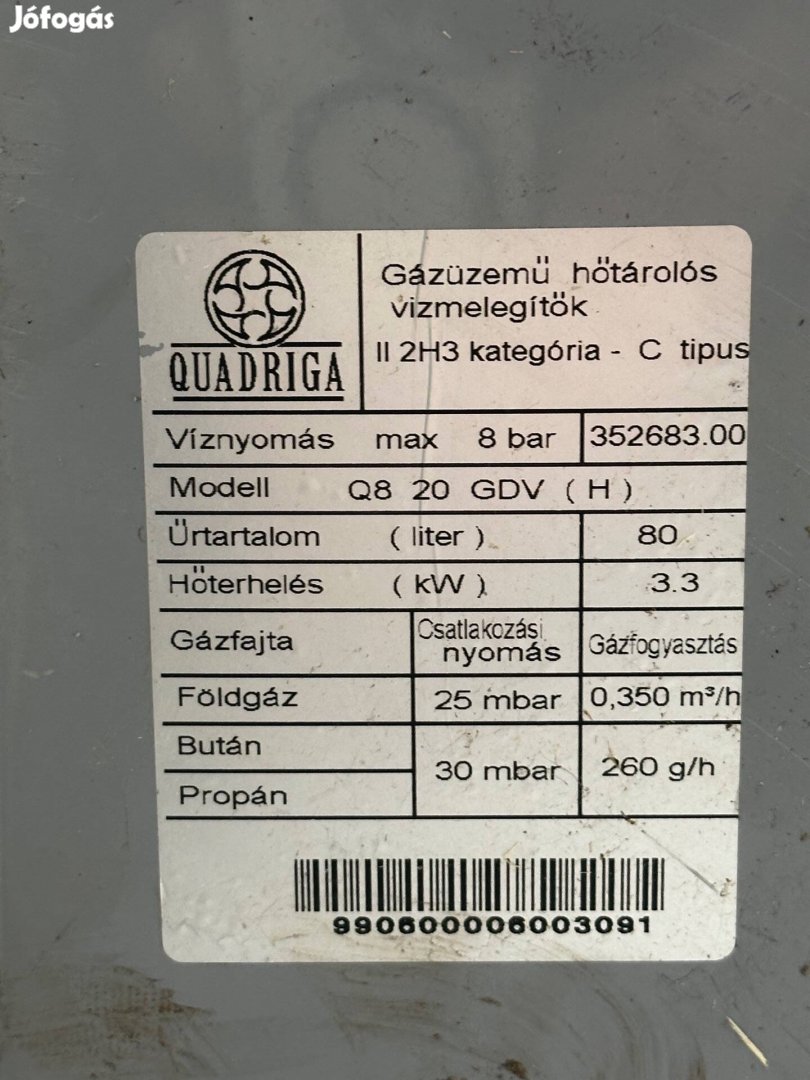 Jófogás
QUADRIGA
Gázüzemű hőtárolós
vizmelegítők
II 2H3 kategória - C tipus
Víznyomás max 8 bar 352683.00
Modell Q8 20 GDV ( H )
Űrtartalom ( liter ) 80
Hőterhelés ( kW ) 3.3
Gázfajta Csatlakozási nyomás Gázfogyasztás
Földgáz 25 mbar 0,350 m³/h
Bután
30 mbar 260 g/h
Propán
990600006003091